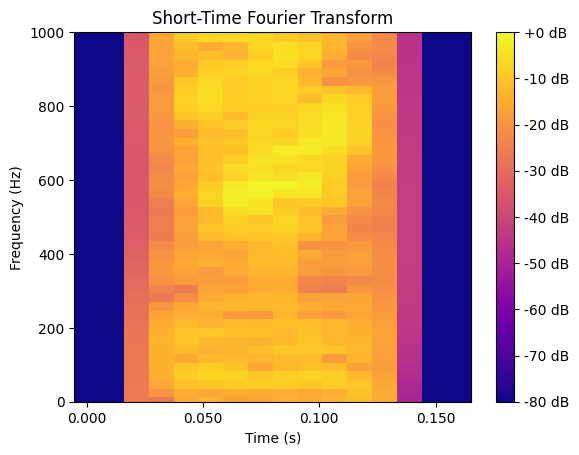 Short-Time Fourier Transform
1000
800
600
400
200
0
Frequency (Hz)
0.000
0.050
0.100
0.150
Time (s)
+0 dB
-10 dB
-20 dB
-30 dB
-40 dB
-50 dB
-60 dB
-70 dB
-80 dB